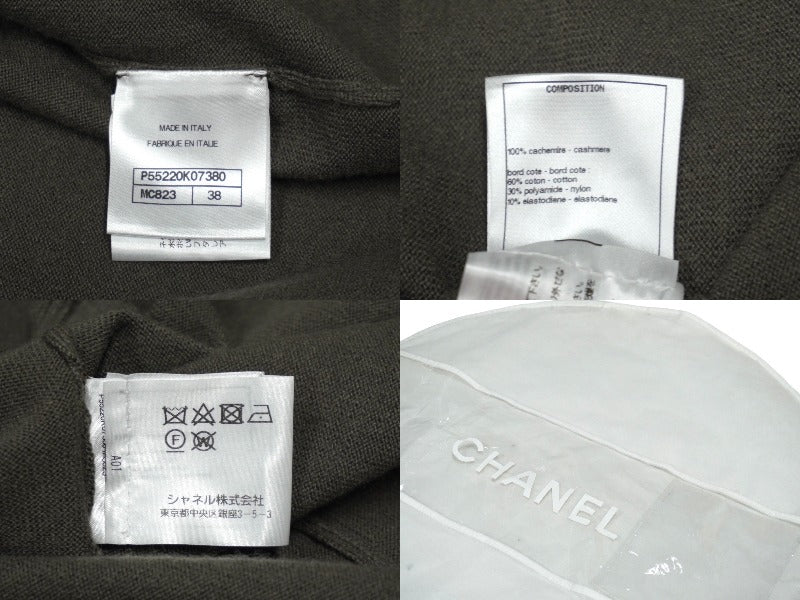 MADE IN ITALY
FABRIQUE EN ITALIE
P55220K07380
MC823 38
COMPOSITION
100% cachemire - cashmere
bord cote - bord cote :
60% coton - cotton
30% polyamide - nylon
10% elastodiene - elastodiene
A01
F
W
シャネル株式会社
東京都中央区銀座3-5-3
CHANEL